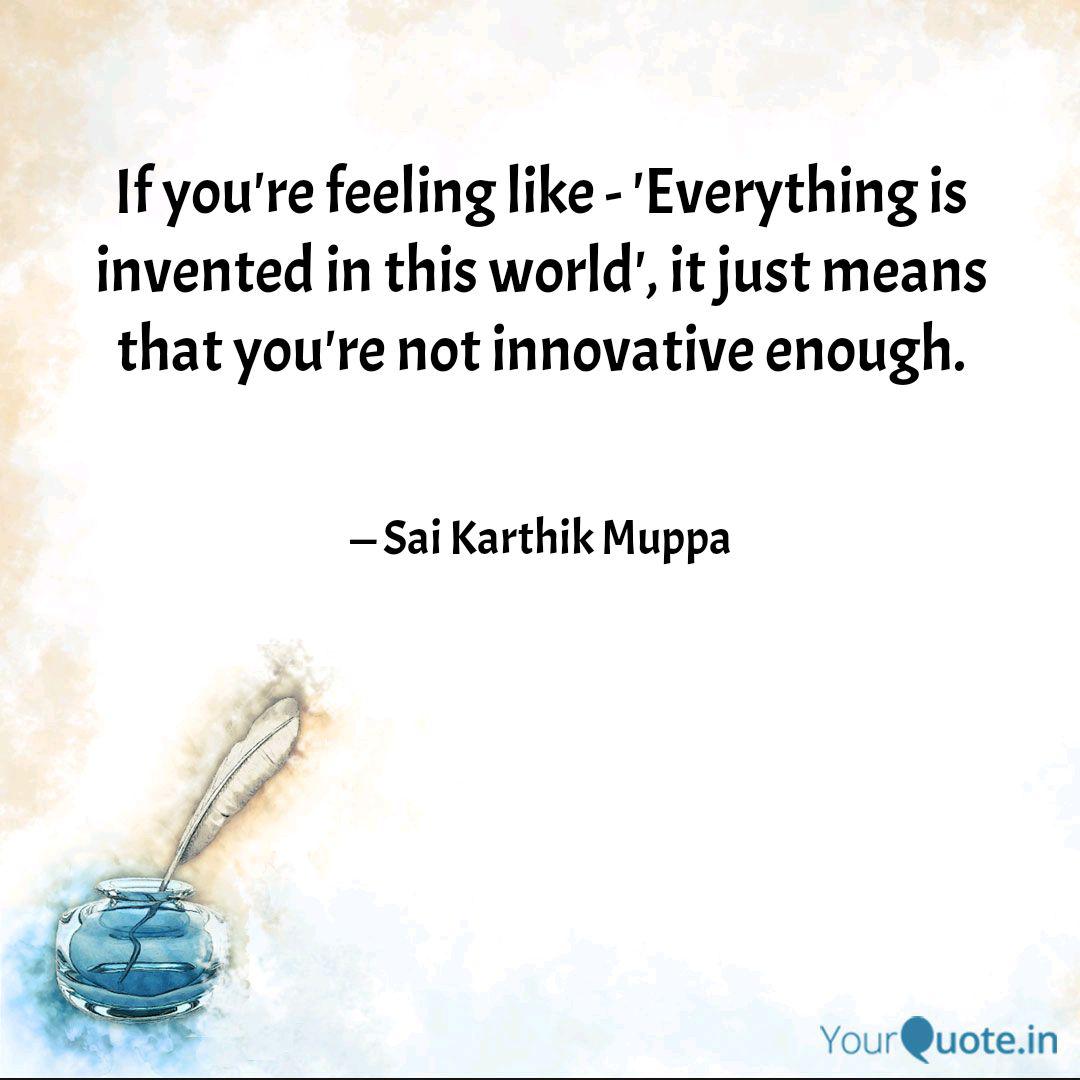 If you're feeling like - 'Everything is
invented in this world', it just means
that you're not innovative enough.
– Sai Karthik Muppa
YourQuote.in